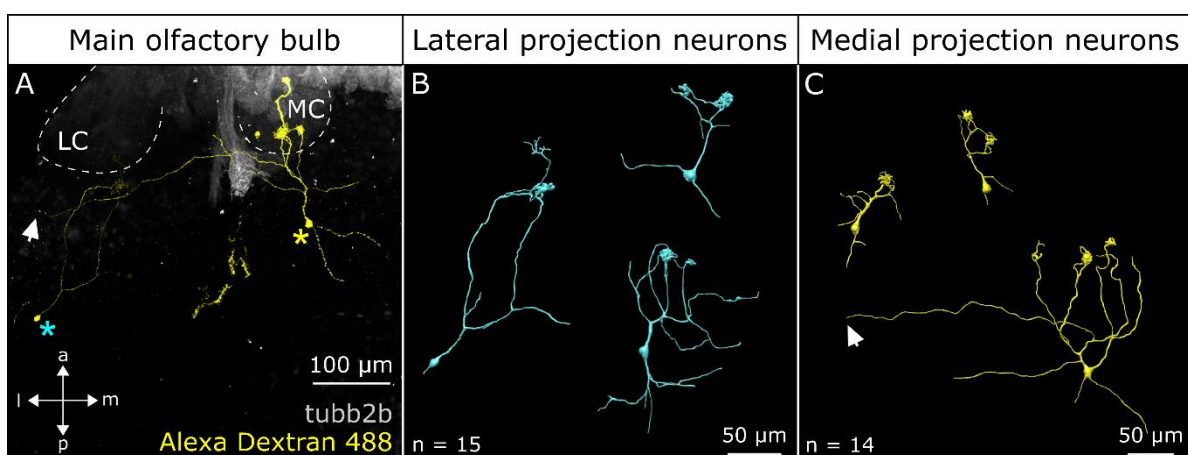 Main olfactory bulb
Lateral projection neurons
Medial projection neurons
A
LC
MC
*
*
a
l
m
p
100 µm
tubb2b
Alexa Dextran 488
B
n = 15
50 µm
C
n = 14
50 µm